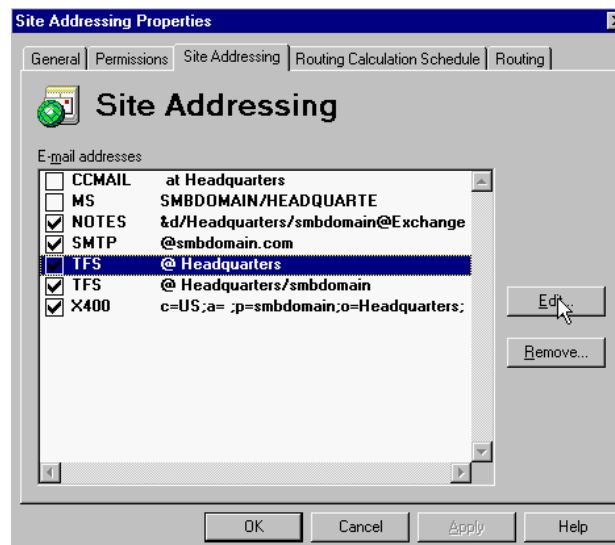 Site Addressing Properties
General Permissions Site Addressing Routing Calculation Schedule Routing
Site Addressing
E-mail addresses
CCMAIL at Headquarters
MS SMBDOMAIN/HEADQUARTE
NOTES &d/Headquarters/smbdomain@Exchange
SMTP @smbdomain.com
TFS @ Headquarters
TFS @ Headquarters/smbdomain
X400 c=US;a= ;p=smbdomain;o=Headquarters;
Edit...
Remove...
OK Cancel Apply Help